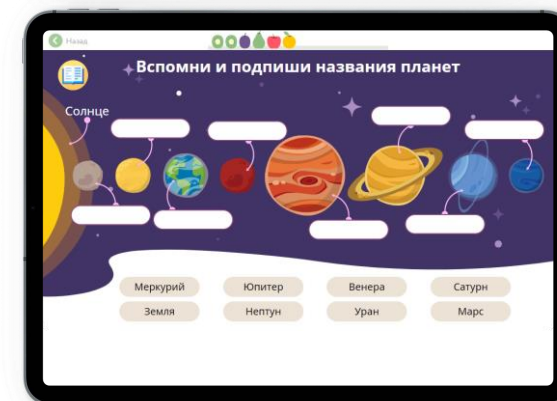 Назад
Вспомни и подпиши названия планет
Солнце
Меркурий
Юпитер
Венера
Сатурн
Земля
Нептун
Уран
Марс